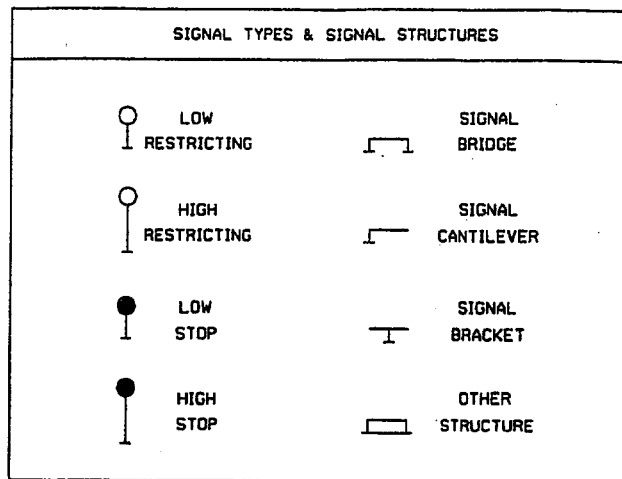 SIGNAL TYPES & SIGNAL STRUCTURES
LOW
RESTRICTING
SIGNAL
BRIDGE
HIGH
RESTRICTING
SIGNAL
CANTILEVER
LOW
STOP
SIGNAL
BRACKET
HIGH
STOP
OTHER
STRUCTURE